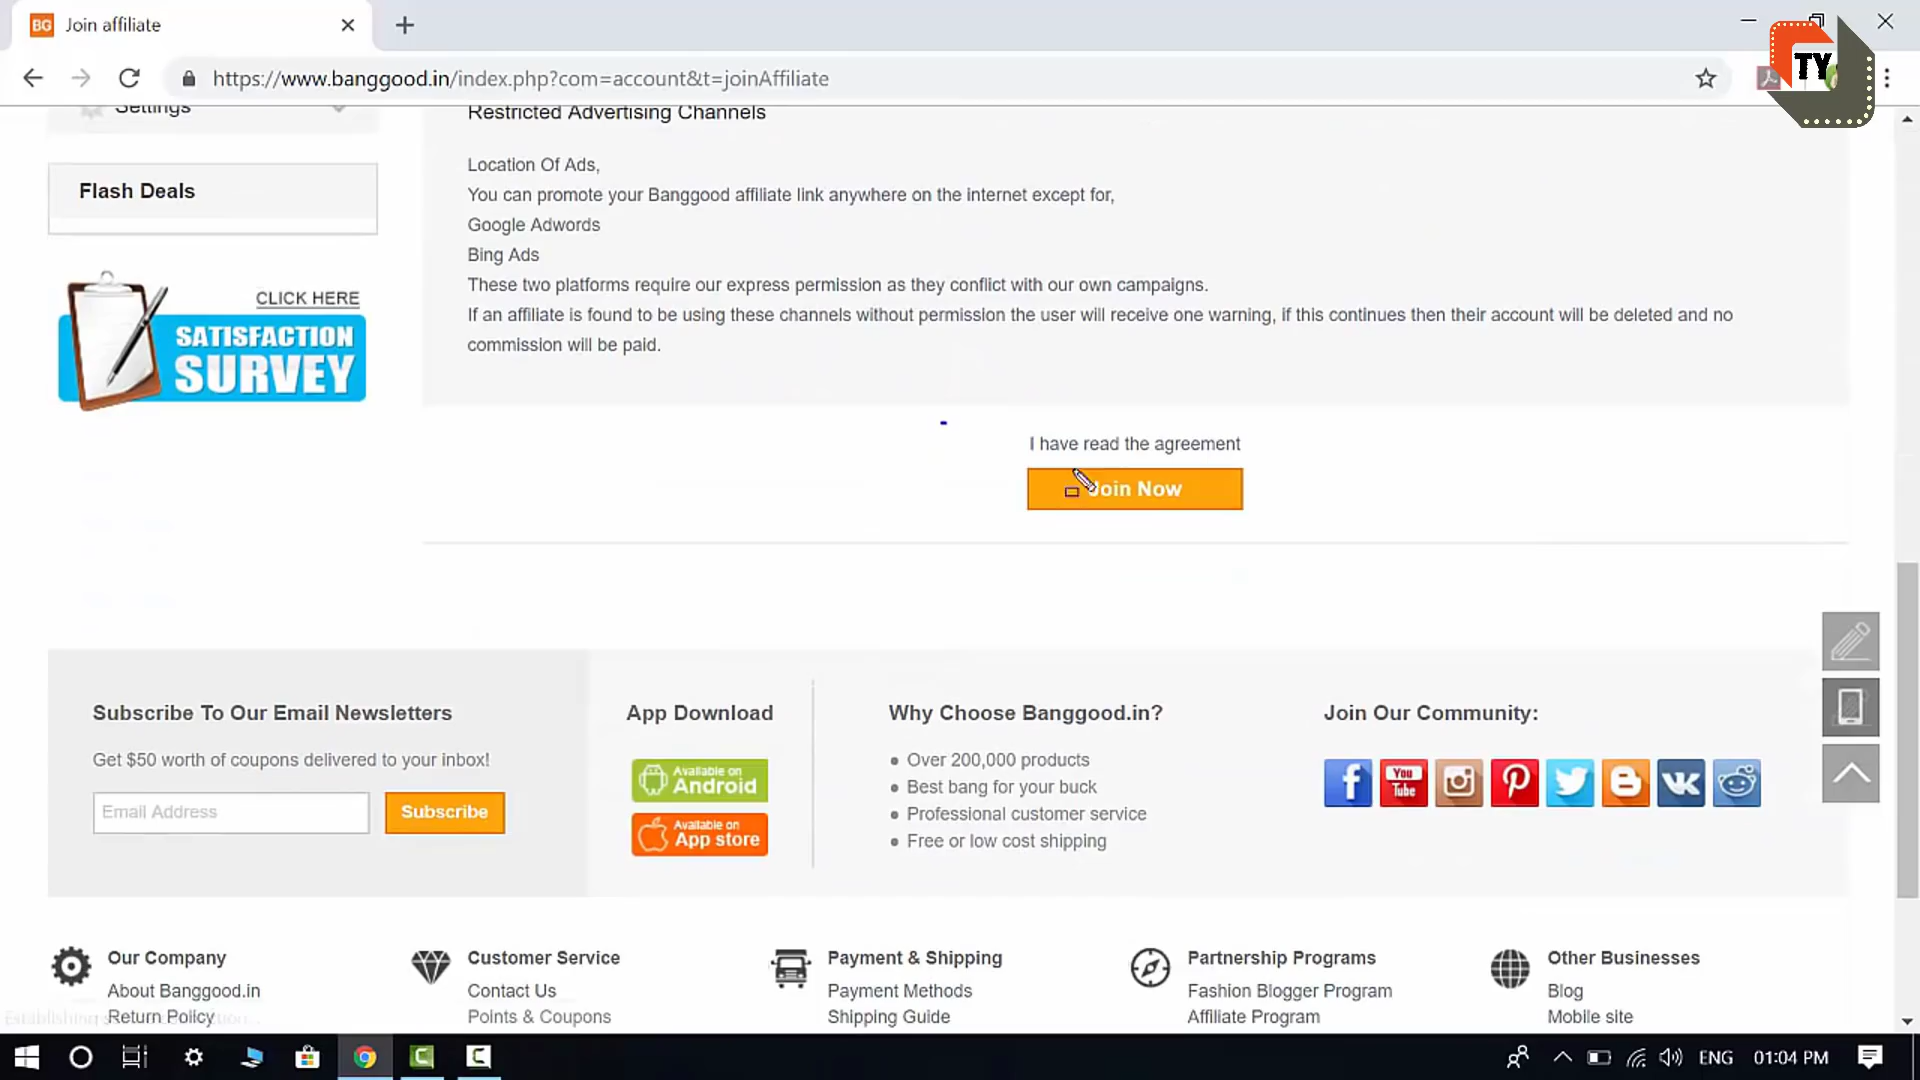 BG Join affiliate
https://www.banggood.in/index.php?com=account&t=joinAffiliate
TY
Settings
Restricted Advertising Channels
Location Of Ads,
You can promote your Banggood affiliate link anywhere on the internet except for,
Google Adwords
Bing Ads
These two platforms require our express permission as they conflict with our own campaigns.
If an affiliate is found to be using these channels without permission the user will receive one warning, if this continues then their account will be deleted and no
commission will be paid.
Flash Deals
CLICK HERE
SATISFACTION
SURVEY
I have read the agreement
Join Now
Subscribe To Our Email Newsletters
Get $50 worth of coupons delivered to your inbox!
Email Address
Subscribe
App Download
Available on
Android
Available on
App store
Why Choose Banggood.in?
Over 200,000 products
Best bang for your buck
Professional customer service
Free or low cost shipping
Join Our Community:
You
Tube
Our Company
About Banggood.in
Return Policy
Customer Service
Contact Us
Points & Coupons
Payment & Shipping
Payment Methods
Shipping Guide
Partnership Programs
Fashion Blogger Program
Affiliate Program
Other Businesses
Blog
Mobile site
ENG
01:04 PM